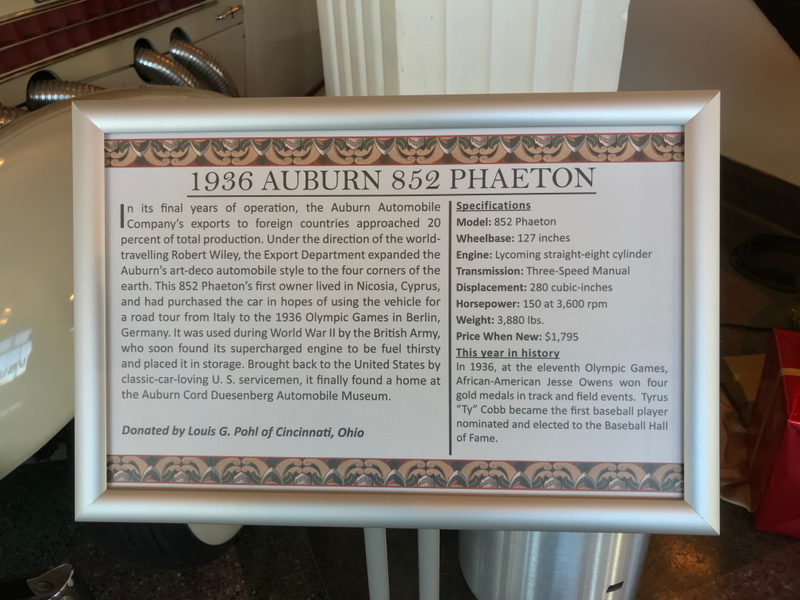 1936 AUBURN 852 PHAETON
In its final years of operation, the Auburn Automobile
Company's exports to foreign countries approached 20
percent of total production. Under the direction of the world-
travelling Robert Wiley, the Export Department expanded the
Auburn's art-deco automobile style to the four corners of the
earth. This 852 Phaeton's first owner lived in Nicosia, Cyprus,
and had purchased the car in hopes of using the vehicle for
a road tour from Italy to the 1936 Olympic Games in Berlin,
Germany. It was used during World War II by the British Army,
who soon found its supercharged engine to be fuel thirsty
and placed it in storage. Brought back to the United States by
classic-car-loving U. S. servicemen, it finally found a home at
the Auburn Cord Duesenberg Automobile Museum.
Donated by Louis G. Pohl of Cincinnati, Ohio
Specifications
Model: 852 Phaeton
Wheelbase: 127 inches
Engine: Lycoming straight-eight cylinder
Transmission: Three-Speed Manual
Displacement: 280 cubic-inches
Horsepower: 150 at 3,600 rpm
Weight: 3,880 lbs.
Price When New: $1,795
This year in history
In 1936, at the eleventh Olympic Games,
African-American Jesse Owens won four
gold medals in track and field events. Tyrus
"Ty" Cobb became the first baseball player
nominated and elected to the Baseball Hall
of Fame.